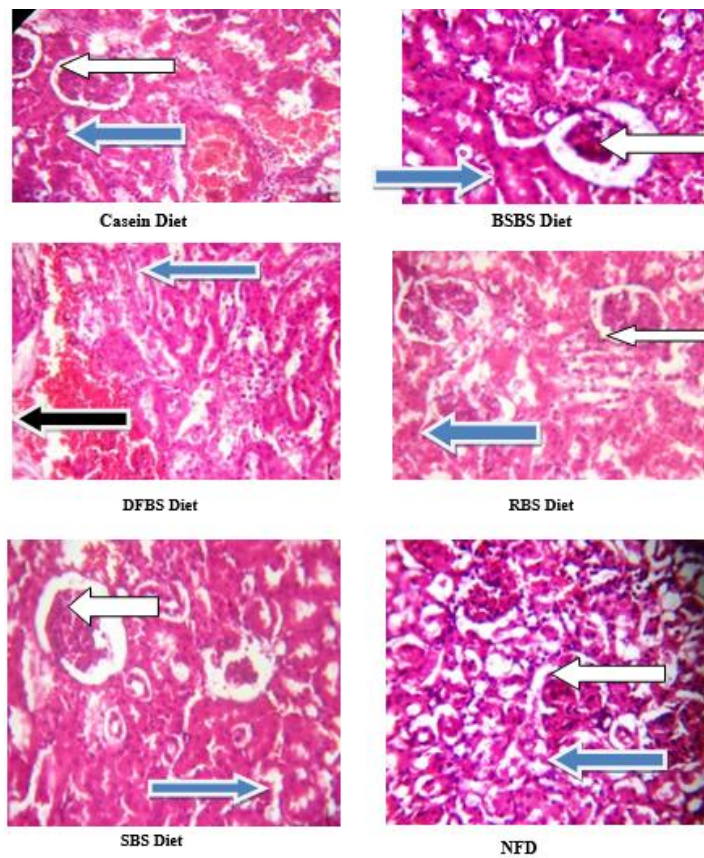 Casein Diet
BSBS Diet
DFBS Diet
RBS Diet
SBS Diet
NFD